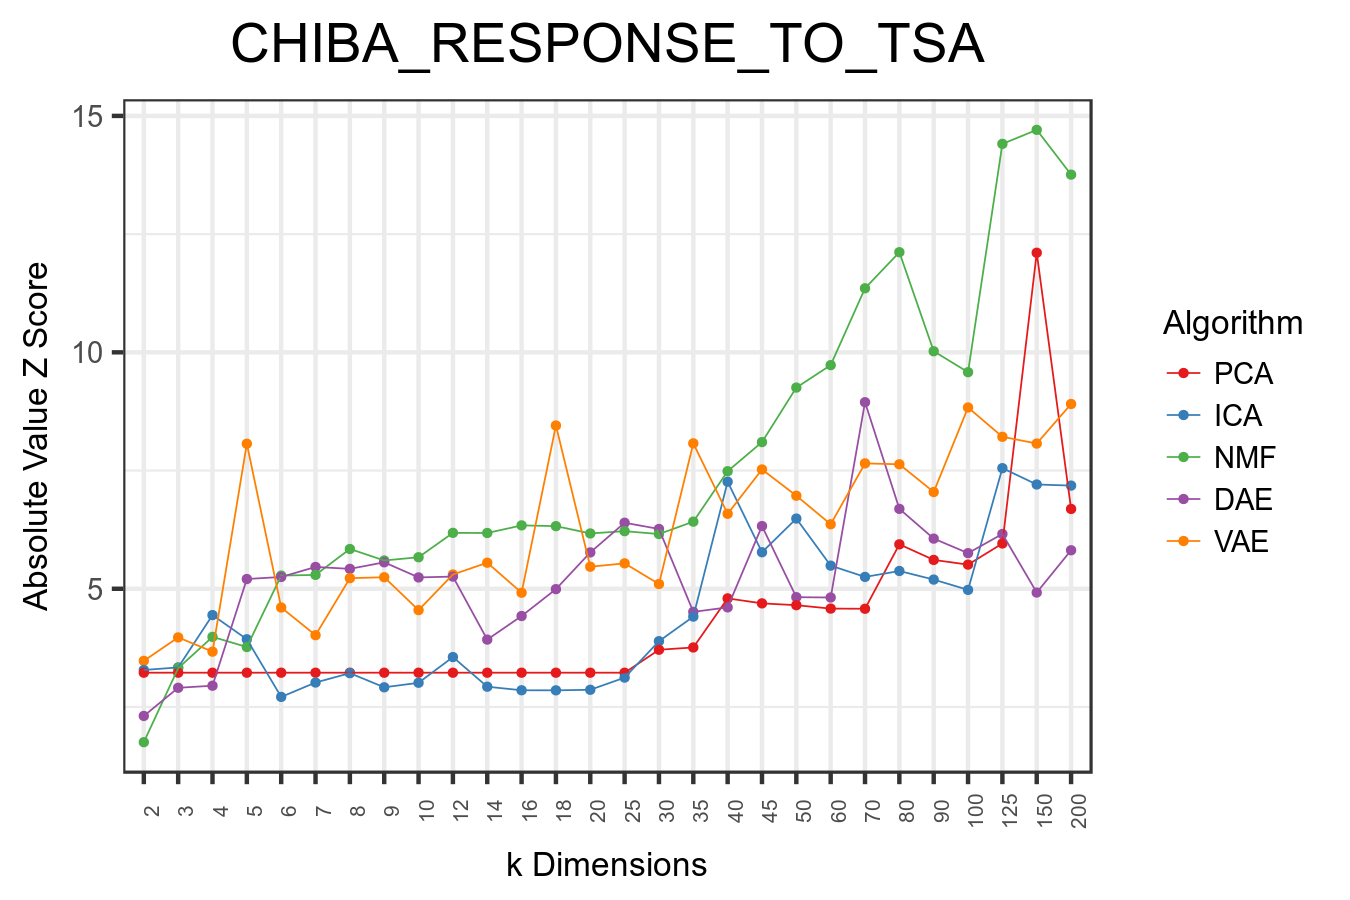 CHIBA_RESPONSE_TO_TSA
15
10
5
Absolute Value Z Score
2 3 4 5 6 7 8 9 10 12 14 16 18 20 25 30 35 40 45 50 60 70 80 90 100 125 150 200
k Dimensions
Algorithm
PCA
ICA
NMF
DAE
VAE